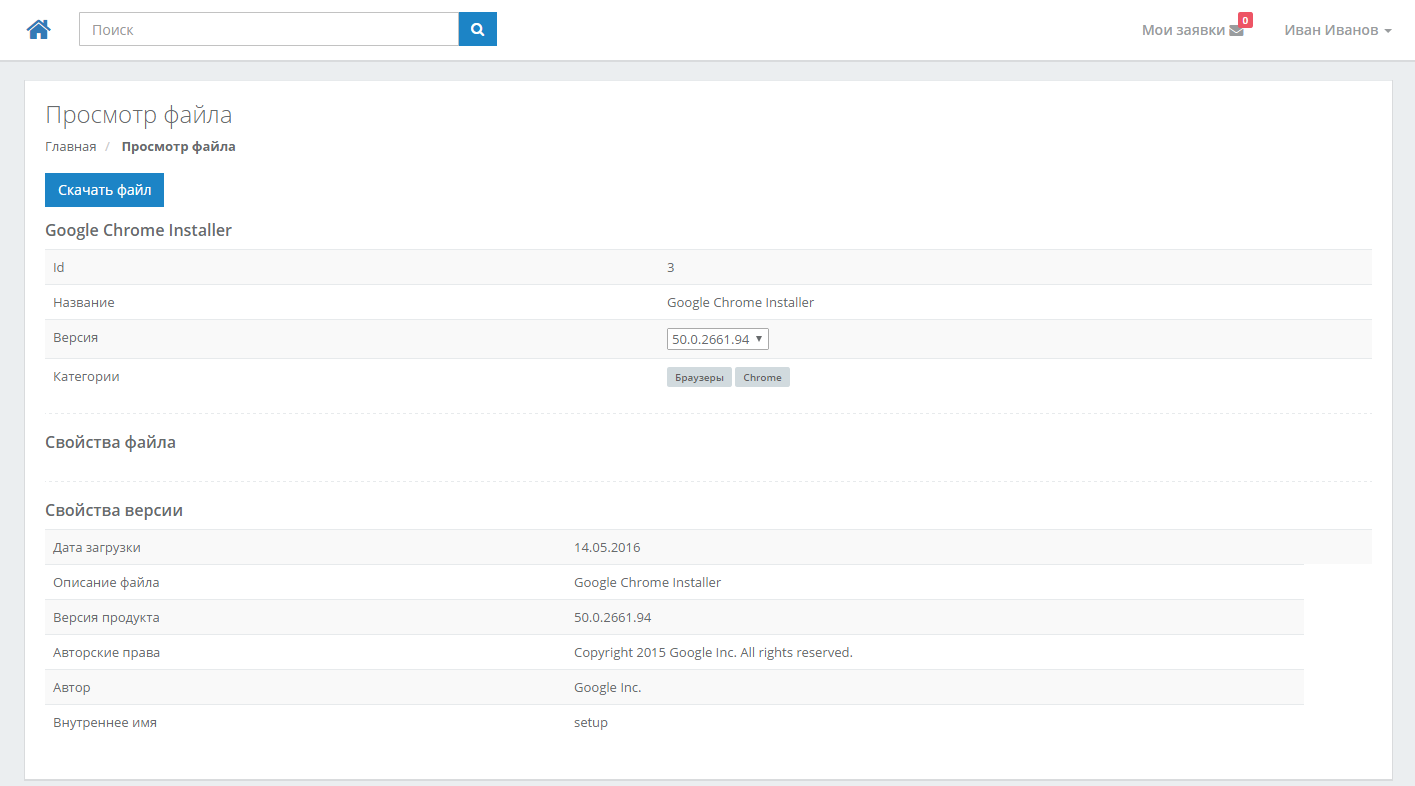 Поиск
Мои заявки 0
Иван Иванов
Просмотр файла
Главная / Просмотр файла
Скачать файл
Google Chrome Installer
Id 3
Название Google Chrome Installer
Версия 50.0.2661.94
Категории Браузеры Chrome
Свойства файла
Свойства версии
Дата загрузки 14.05.2016
Описание файла Google Chrome Installer
Версия продукта 50.0.2661.94
Авторские права Copyright 2015 Google Inc. All rights reserved.
Автор Google Inc.
Внутреннее имя setup